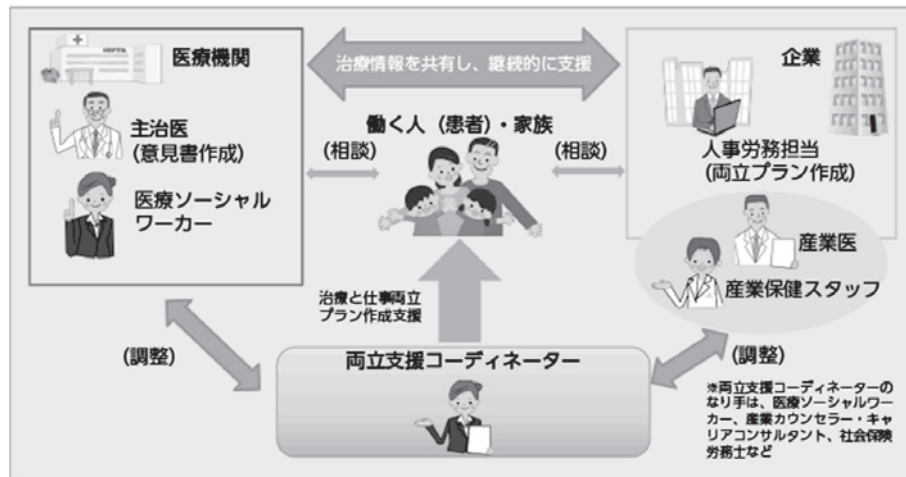 HOSPITAL
医療機関
主治医
(意見書作成)
医療ソーシャル
ワーカー
治療情報を共有し、継続的に支援
働く人（患者）・家族
(相談)
(相談)
企業
人事労務担当
(両立プラン作成)
産業医
産業保健スタッフ
治療と仕事両立
プラン作成支援
(調整)
両立支援コーディネーター
(調整)
※両立支援コーディネーターの
なり手は、医療ソーシャルワー
カー、産業カウンセラー・キャ
リアコンサルタント、社会保険
労務士など